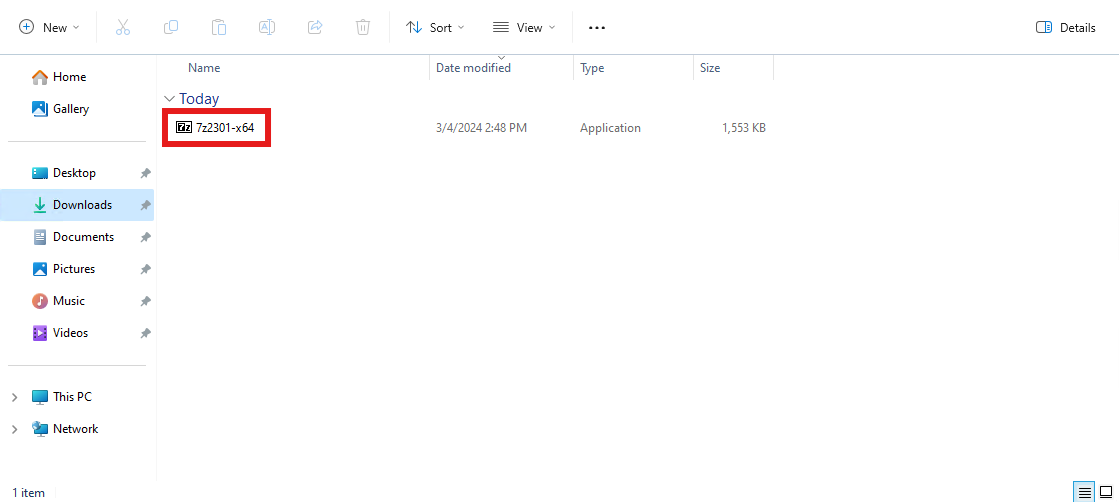 New Sort View ... Details
Name Date modified Type Size
Home
Gallery
Today
7z 7z2301-x64 3/4/2024 2:48 PM Application 1,553 KB
Desktop
Downloads
Documents
Pictures
Music
Videos
This PC
Network
1 item